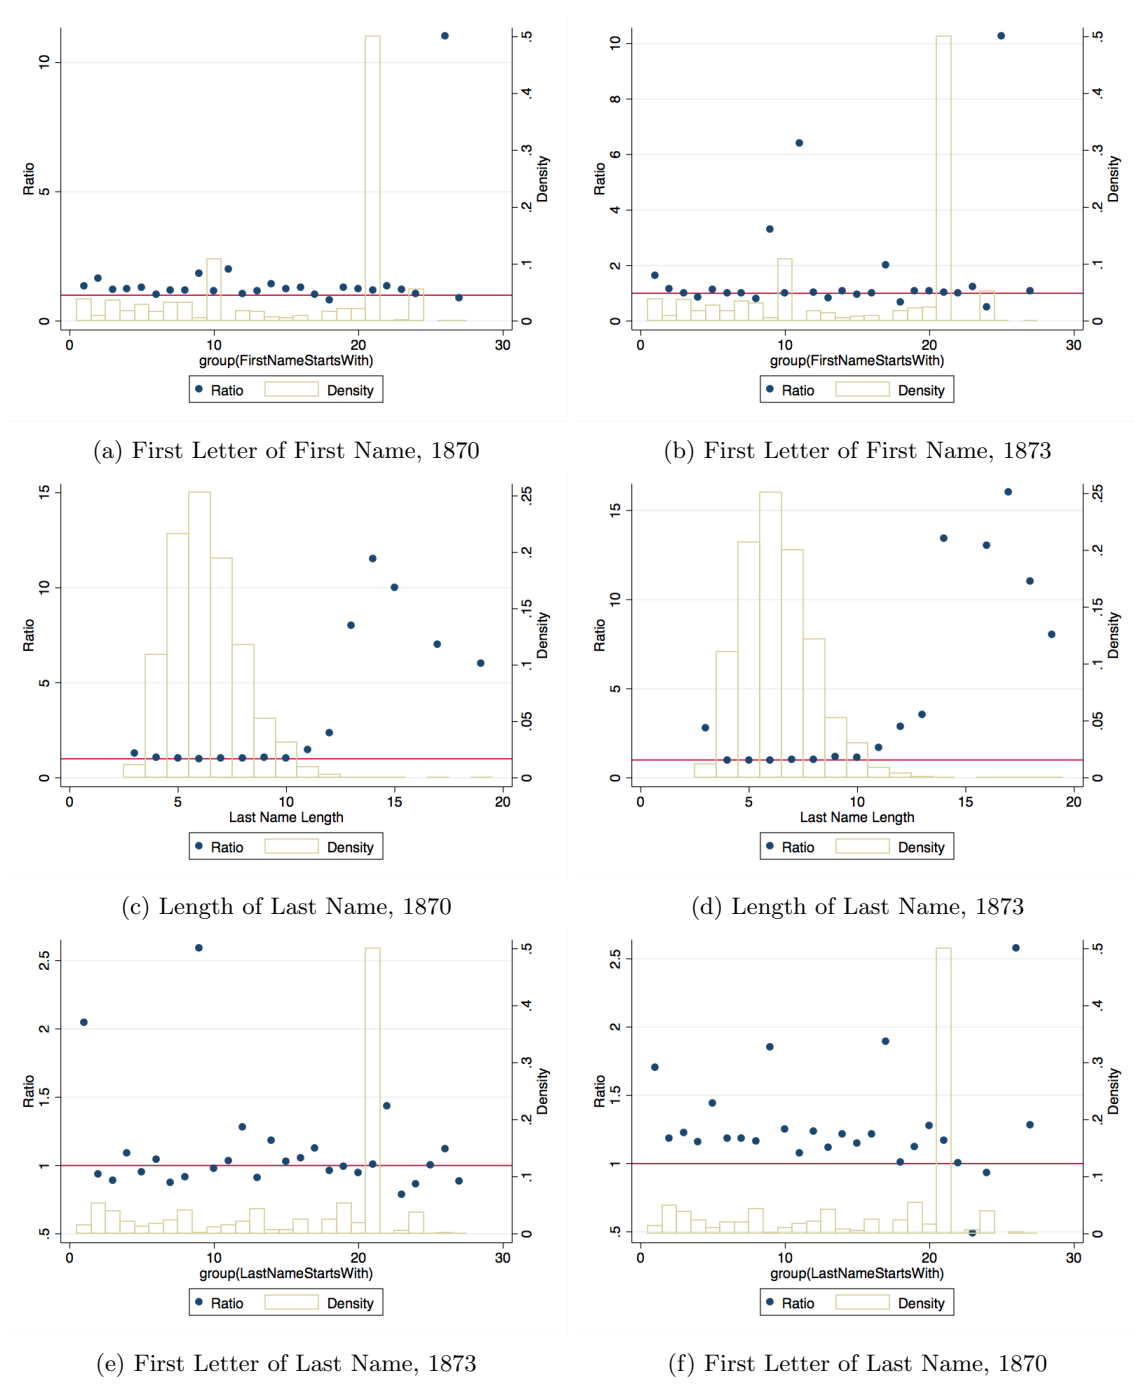 Ratio
0 5 10
Density
0 .1 .2 .3 .4 .5
0 10 20 30
group(FirstNameStartsWith)
Ratio Density
(a) First Letter of First Name, 1870
Ratio
0 2 4 6 8 10
Density
0 .1 .2 .3 .4 .5
0 10 20 30
group(FirstNameStartsWith)
Ratio Density
(b) First Letter of First Name, 1873
Ratio
0 5 10 15
Density
0 .05 .1 .15 .2 .25
0 5 10 15 20
Last Name Length
Ratio Density
(c) Length of Last Name, 1870
Ratio
0 5 10 15
Density
0 .05 .1 .15 .2 .25
0 5 10 15 20
Last Name Length
Ratio Density
(d) Length of Last Name, 1873
Ratio
.5 1 1.5 2 2.5
Density
0 .1 .2 .3 .4 .5
0 10 20 30
group(LastNameStartsWith)
Ratio Density
(e) First Letter of Last Name, 1873
Ratio
.5 1 1.5 2 2.5
Density
0 .1 .2 .3 .4 .5
0 10 20 30
group(LastNameStartsWith)
Ratio Density
(f) First Letter of Last Name, 1870